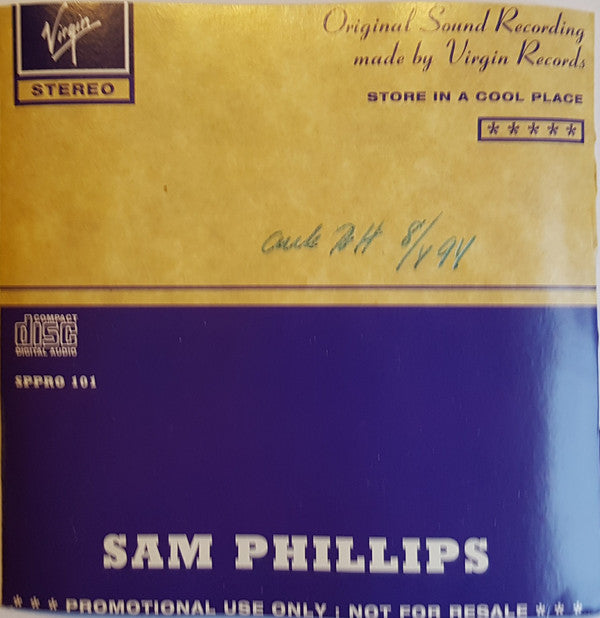 Virgin
STEREO
Original Sound Recording
made by Virgin Records
STORE IN A COOL PLACE
* * * * *
8/
94
COMPACT
disc
DIGITAL AUDIO
SPPRO 101
SAM PHILLIPS
* * * PROMOTIONAL USE ONLY ; NOT FOR RESALE * * *